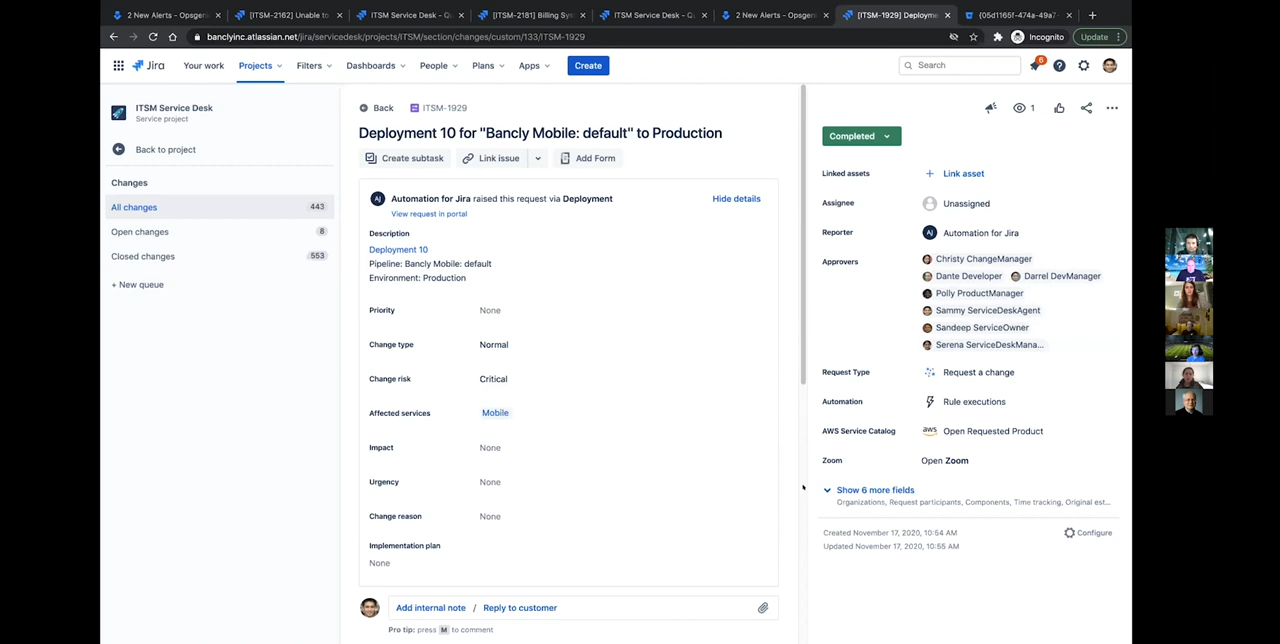 2 New Alerts - Opsgen
[ITSM-2162] Unable to
ITSM Service Desk - Q
[ITSM-2181] Billing Sys
ITSM Service Desk - Q
2 New Alerts - Opsgen
[ITSM-1929] Deployme
{05d1165f-474a-49a7-
banclyinc.atlassian.net/jira/servicedesk/projects/ITSM/section/changes/custom/133/ITSM-1929
Incognito
Update
Jira
Your work
Projects
Filters
Dashboards
People
Plans
Apps
Create
Search
6
ITSM Service Desk
Service project
Back to project
Changes
All changes 443
Open changes 8
Closed changes 553
+ New queue
Back
ITSM-1929
Deployment 10 for "Bancly Mobile: default" to Production
Create subtask
Link issue
Add Form
AJ Automation for Jira raised this request via Deployment
Hide details
View request in portal
Description
Deployment 10
Pipeline: Bancly Mobile: default
Environment: Production
Priority None
Change type Normal
Change risk Critical
Affected services Mobile
Impact None
Urgency None
Change reason None
Implementation plan
None
Add internal note / Reply to customer
Pro tip: press M to comment
1
Completed
Linked assets + Link asset
Assignee Unassigned
Reporter AJ Automation for Jira
Approvers Christy ChangeManager
Dante Developer Darrel DevManager
Polly ProductManager
Sammy ServiceDeskAgent
Sandeep ServiceOwner
Serena ServiceDeskMana...
Request Type Request a change
Automation Rule executions
AWS Service Catalog aws Open Requested Product
Zoom Open Zoom
Show 6 more fields
Organizations, Request participants, Components, Time tracking, Original est...
Created November 17, 2020, 10:54 AM
Configure
Updated November 17, 2020, 10:55 AM